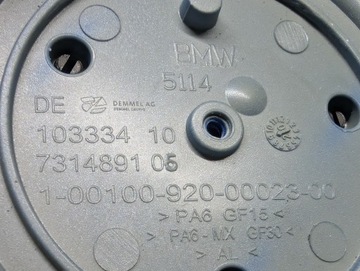 BMW
5114
DE DEMMEL AG
103334 10
7314891 05
1-00100-920-00023-00
> PA6 GF15 <
> PA6-MX GF30 <
> AL <